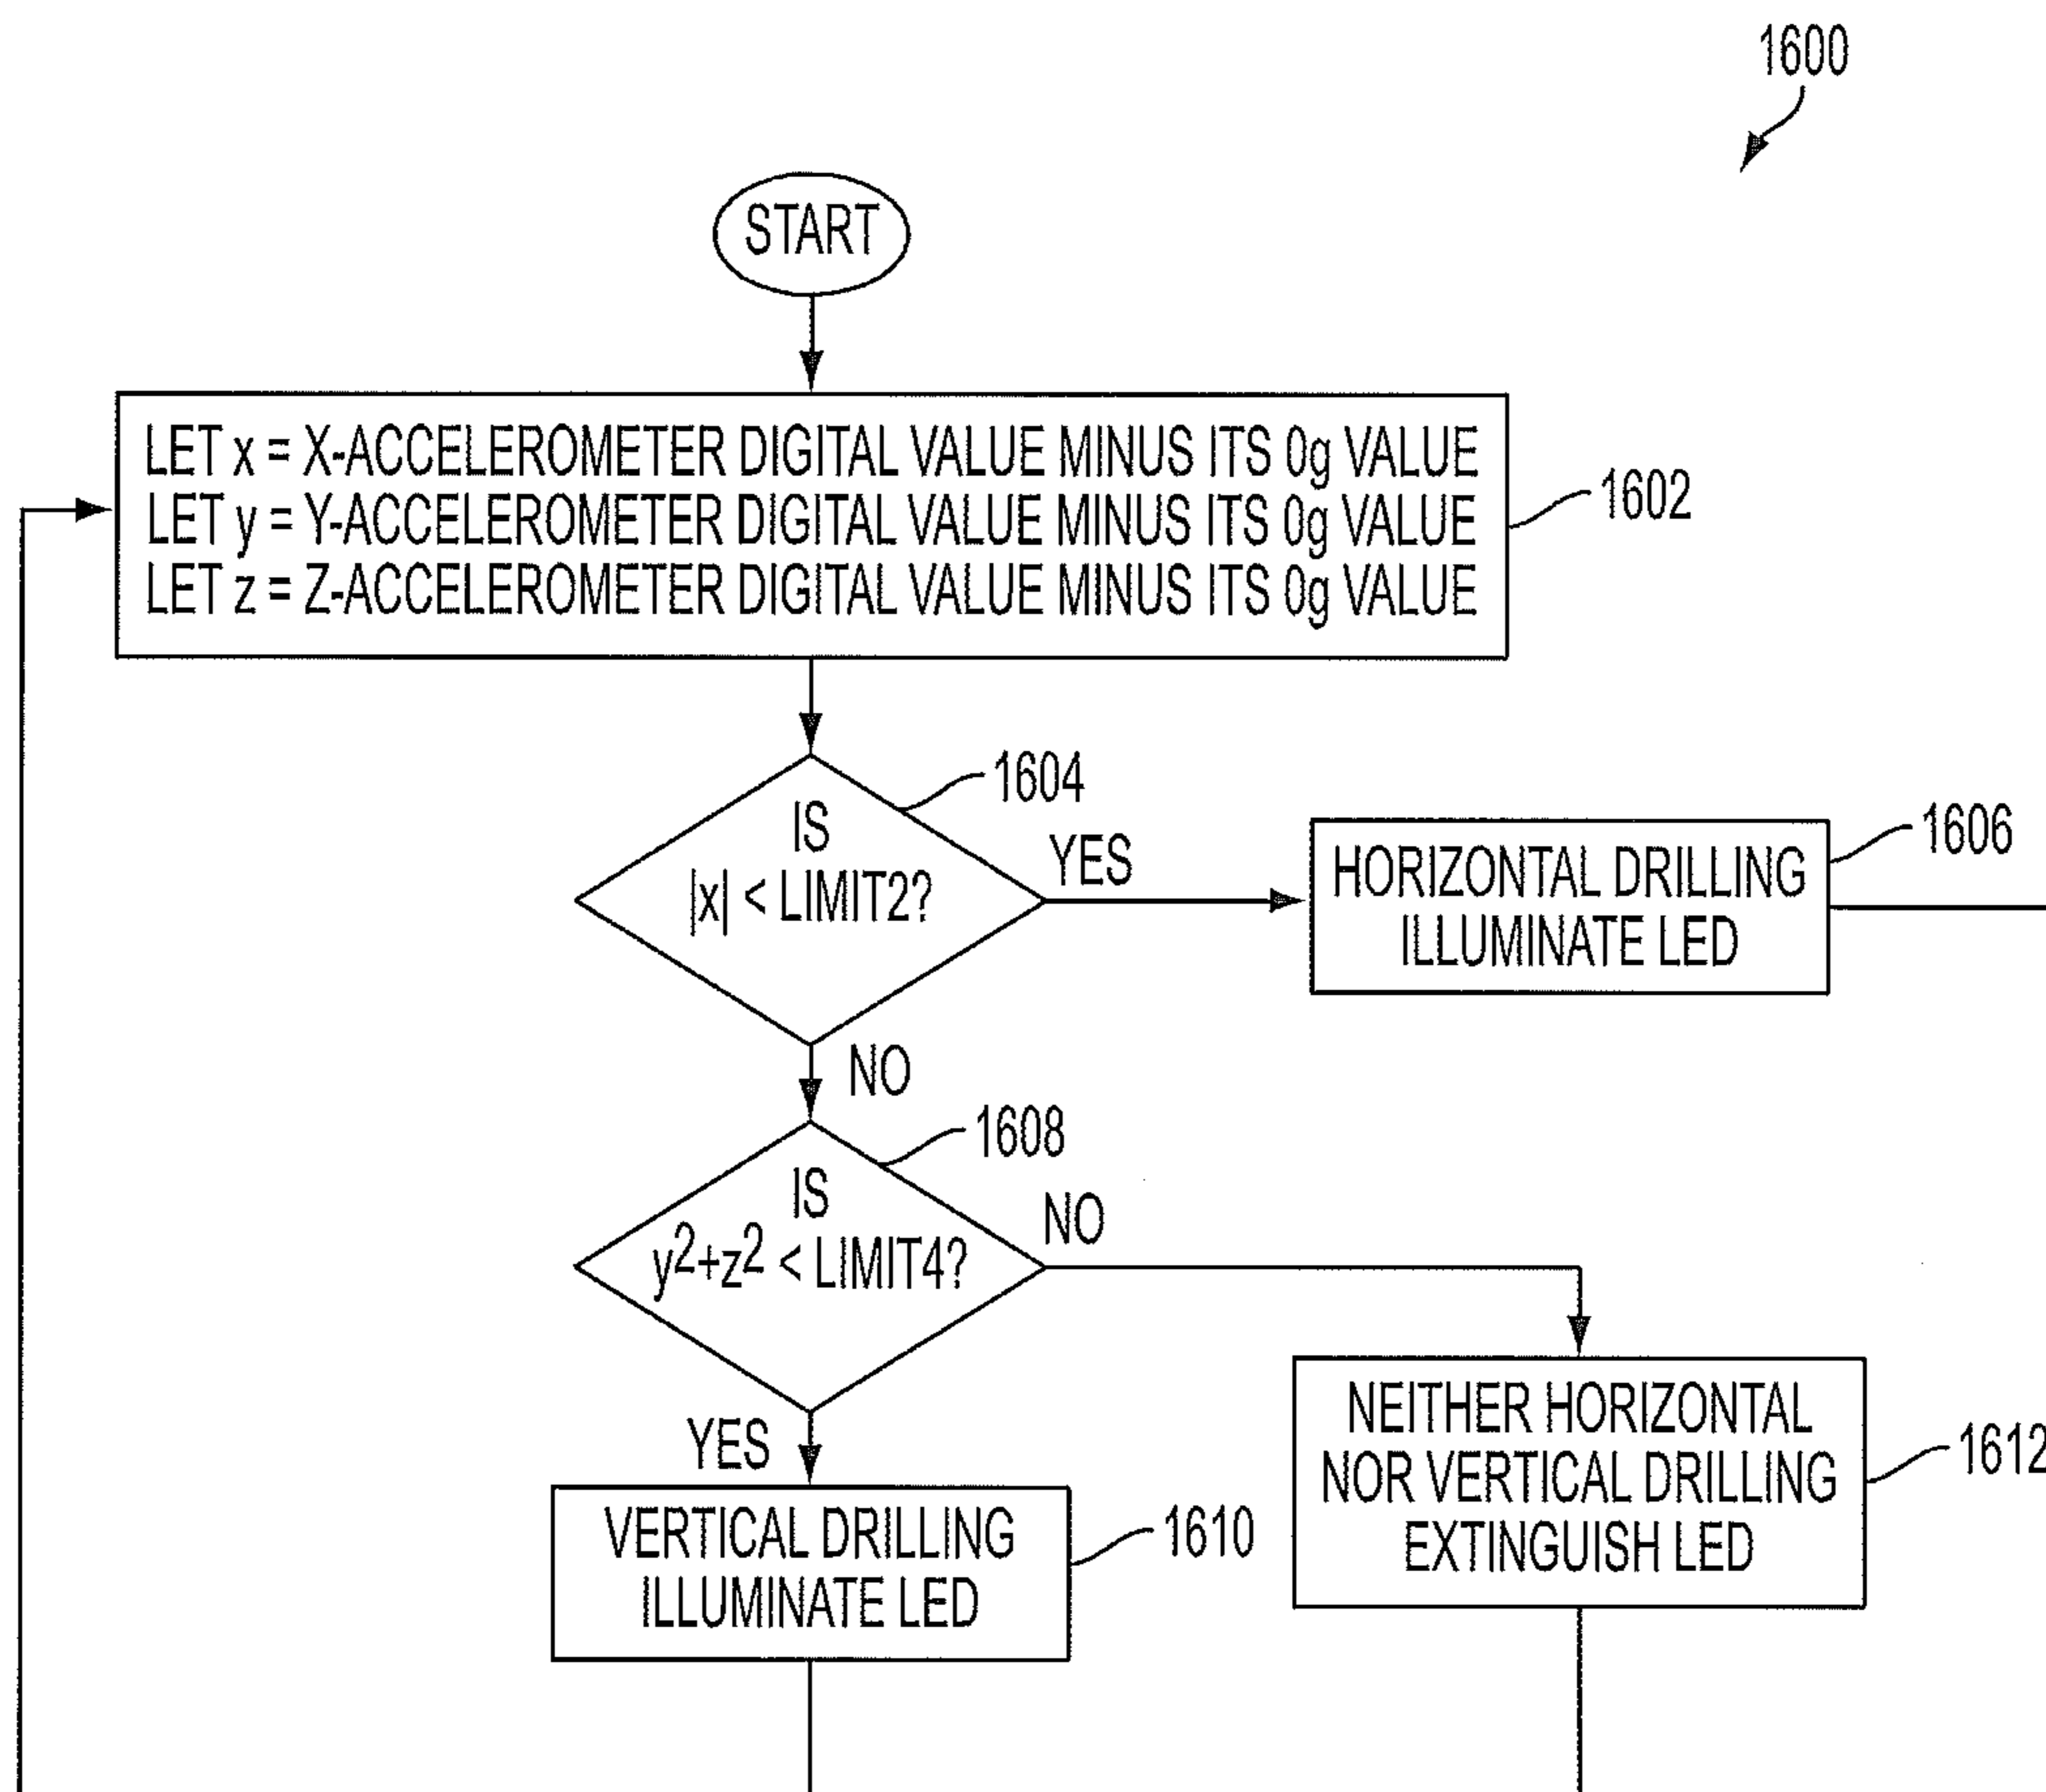 1600
START
LET x = X-ACCELEROMETER DIGITAL VALUE MINUS ITS 0g VALUE
LET y = Y-ACCELEROMETER DIGITAL VALUE MINUS ITS 0g VALUE
LET z = Z-ACCELEROMETER DIGITAL VALUE MINUS ITS 0g VALUE
1602
1604
IS
|x| < LIMIT2?
YES
HORIZONTAL DRILLING
ILLUMINATE LED
1606
NO
1608
IS
y²+z² < LIMIT4?
NO
YES
VERTICAL DRILLING
ILLUMINATE LED
1610
NEITHER HORIZONTAL
NOR VERTICAL DRILLING
EXTINGUISH LED
1612